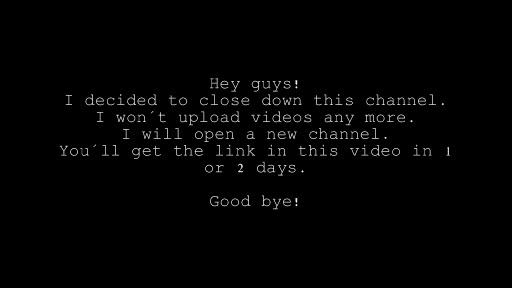 Hey guys!
I decided to close down this channel.
I won´t upload videos any more.
I will open a new channel.
You´ll get the link in this video in 1
or 2 days.
Good bye!